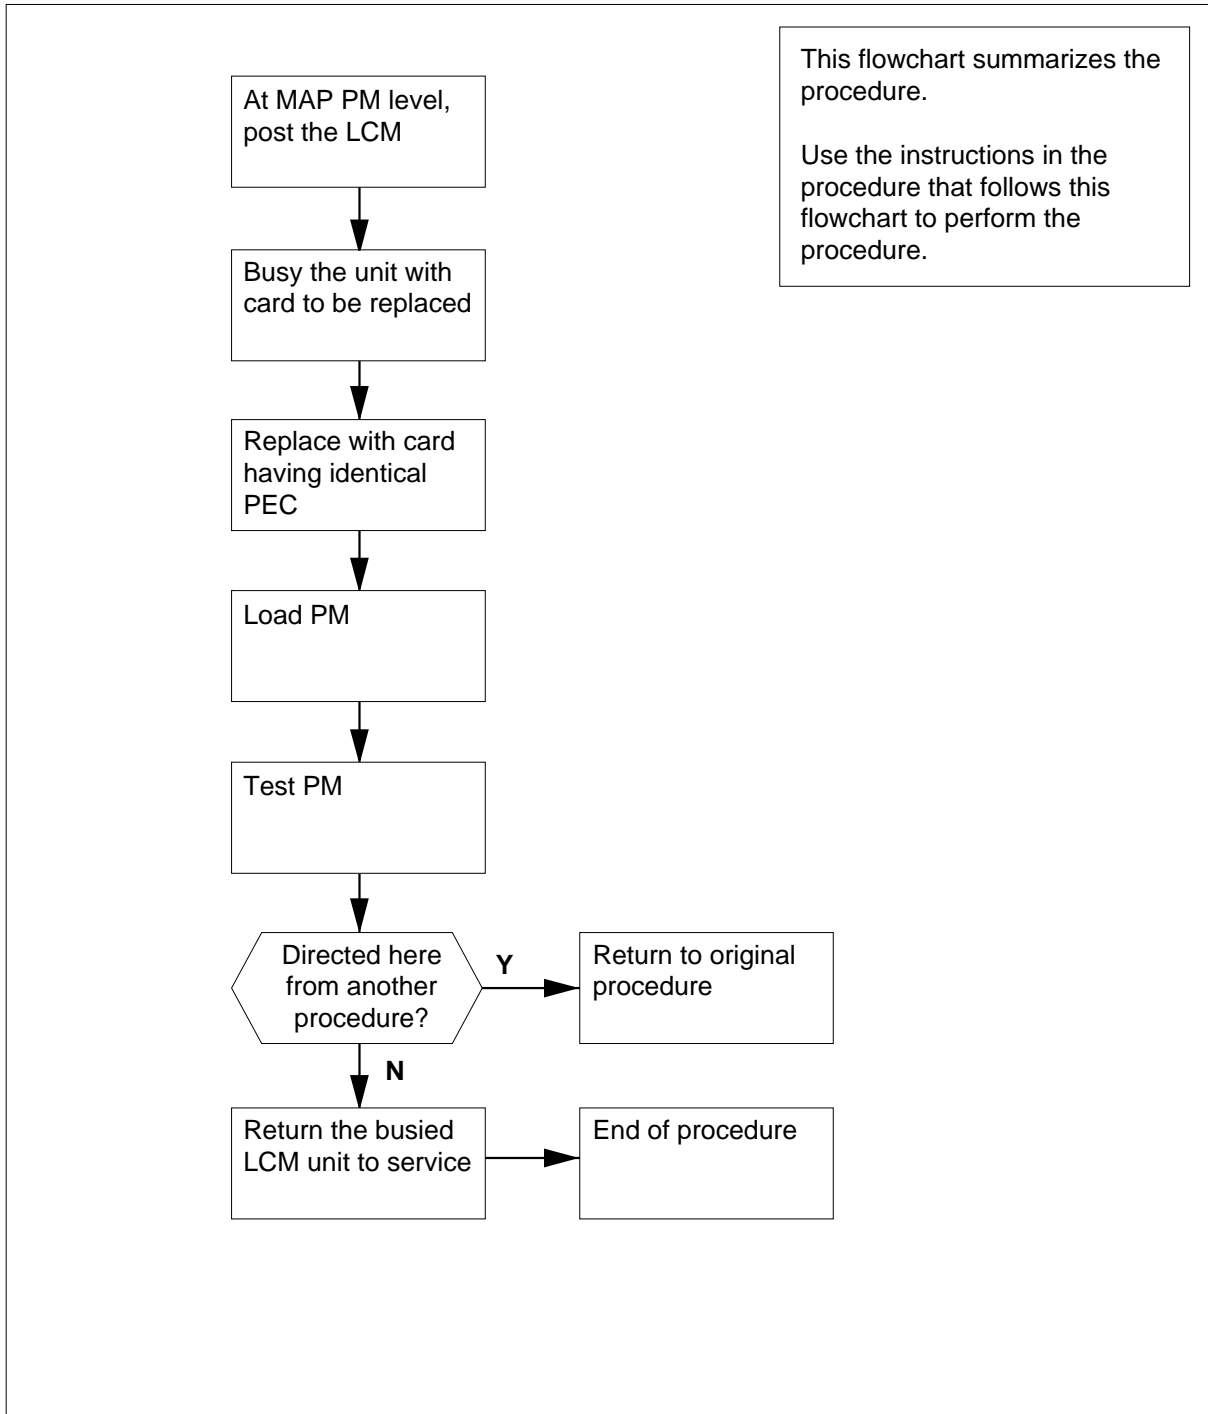 This flowchart summarizes the
procedure.
Use the instructions in the
procedure that follows this
flowchart to perform the
procedure.
At MAP PM level,
post the LCM
Busy the unit with
card to be replaced
Replace with card
having identical
PEC
Load PM
Test PM
Directed here
from another
procedure?
Y
Return to original
procedure
N
Return the busied
LCM unit to service
End of procedure